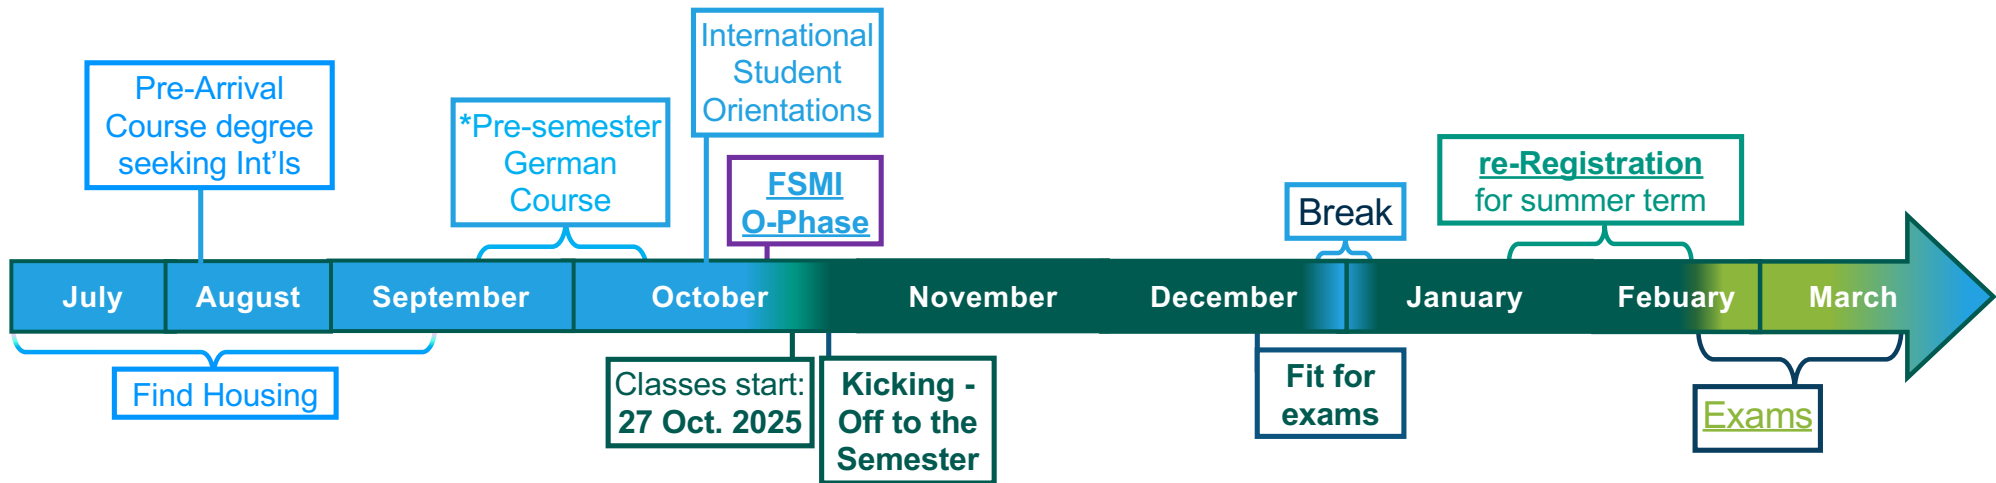 International
Student
Orientations
Pre-Arrival
Course degree
seeking Int'ls
*Pre-semester
German
Course
FSMI
O-Phase
Break
re-Registration
for summer term
July
August
September
October
November
December
January
Febuary
March
Find Housing
Classes start:
27 Oct. 2025
Kicking -
Off to the
Semester
Fit for
exams
Exams